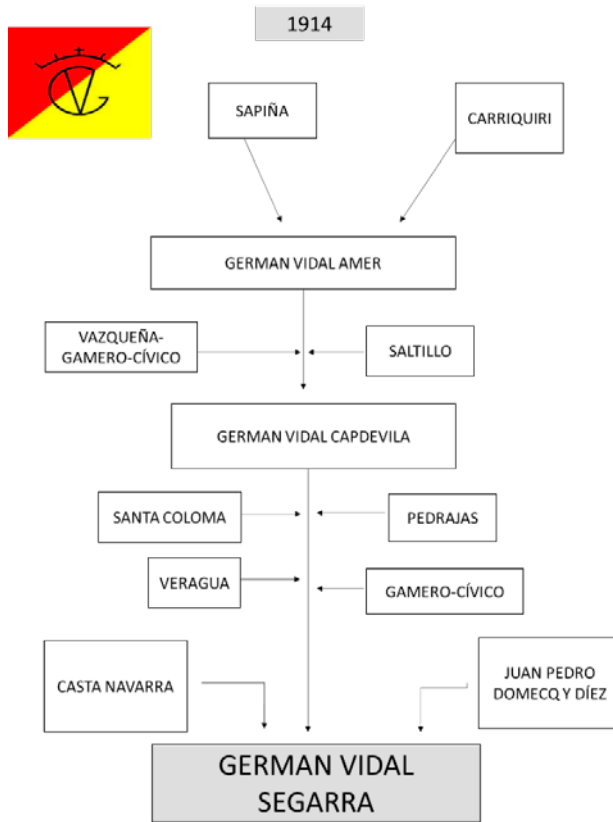 1914
SAPIÑA
CARRIQUIRI
GERMAN VIDAL AMER
VAZQUEÑA-
GAMERO-CÍVICO
SALTILLO
GERMAN VIDAL CAPDEVILA
SANTA COLOMA
PEDRAJAS
VERAGUA
GAMERO-CÍVICO
CASTA NAVARRA
JUAN PEDRO
DOMECQ Y DÍEZ
GERMAN VIDAL
SEGARRA